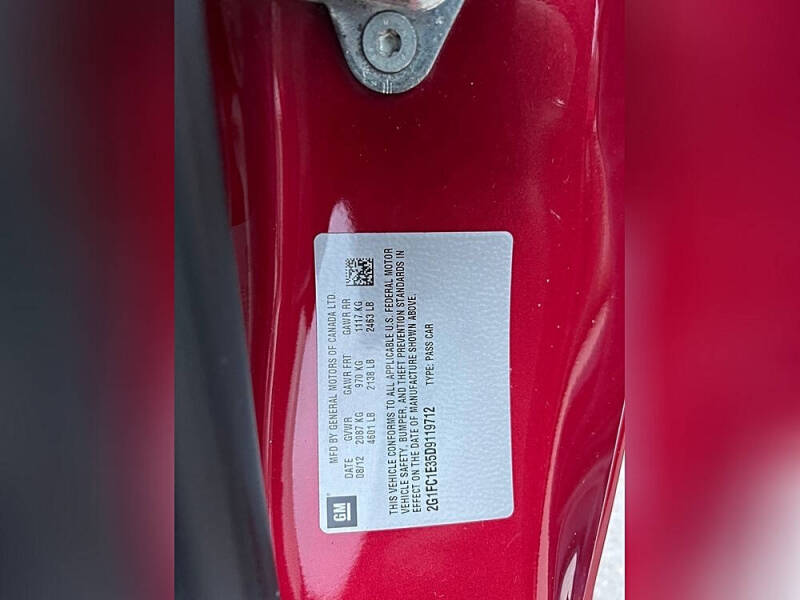 GM
MFD BY GENERAL MOTORS OF CANADA LTD.
DATE GVWR GAWR FRT GAWR RR
08/12 2087 KG 970 KG 1117 KG
4601 LB 2138 LB 2463 LB
THIS VEHICLE CONFORMS TO ALL APPLICABLE U.S. FEDERAL MOTOR
VEHICLE SAFETY, BUMPER, AND THEFT PREVENTION STANDARDS IN
EFFECT ON THE DATE OF MANUFACTURE SHOWN ABOVE.
2G1FC1E35D9119712 TYPE: PASS CAR